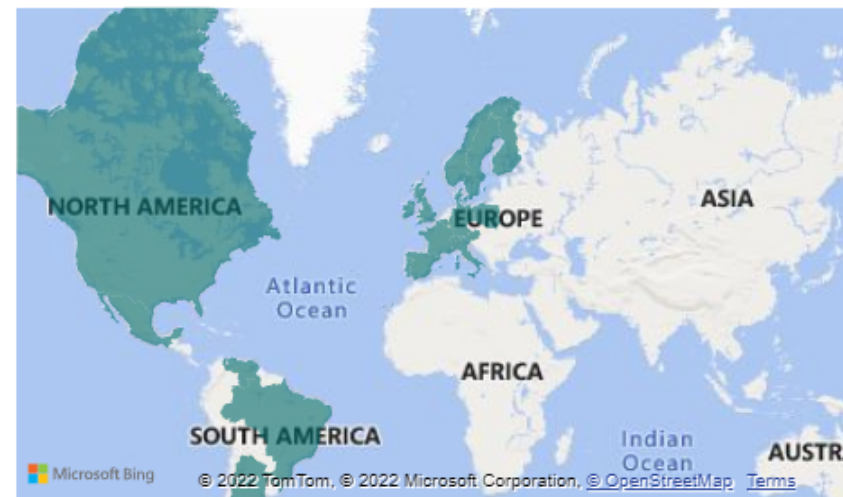 NORTH AMERICA
EUROPE
ASIA
Atlantic
Ocean
AFRICA
SOUTH AMERICA
Indian
Ocean
AUSTR
Microsoft Bing
© 2022 TomTom, © 2022 Microsoft Corporation, © OpenStreetMap Terms